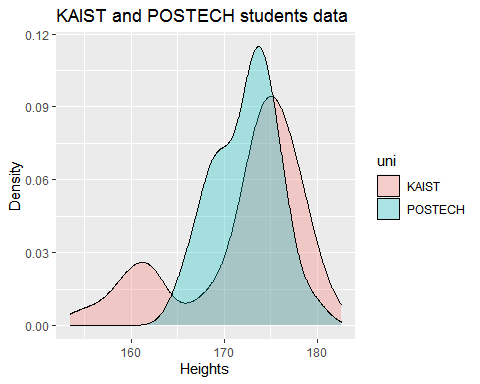 KAIST and POSTECH students data
0.12
0.09
0.06
0.03
0.00
Density
160 170 180
Heights
uni
KAIST
POSTECH